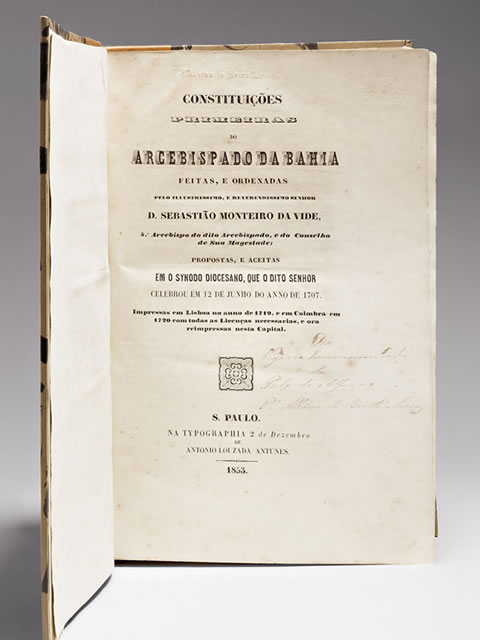 CONSTITUIÇÕES
PRIMEIRAS
DO
ARCEBISPADO DA BAHIA
FEITAS, E ORDENADAS
PELO ILLUSTRISSIMO, E REVERENDISSIMO SENHOR
D. SEBASTIÃO MONTEIRO DA VIDE,
5.º Arcebispo do dito Arcebispado, e do Conselho
de Sua Magestade:
PROPOSTAS, E ACEITAS
EM O SYNODO DIOCESANO, QUE O DITO SENHOR
CELEBROU EM 12 DE JUNHO DO ANNO DE 1707.
Impressas em Lisboa no anno de 1719, e em Coimbra em
1720 com todas as Licenças necessarias, e ora
reimpressas nesta Capital.
Do
S. PAULO.
NA TYPOGRAPHIA 2 de Dezembro
DE
ANTONIO LOUZADA ANTUNES.
1853.